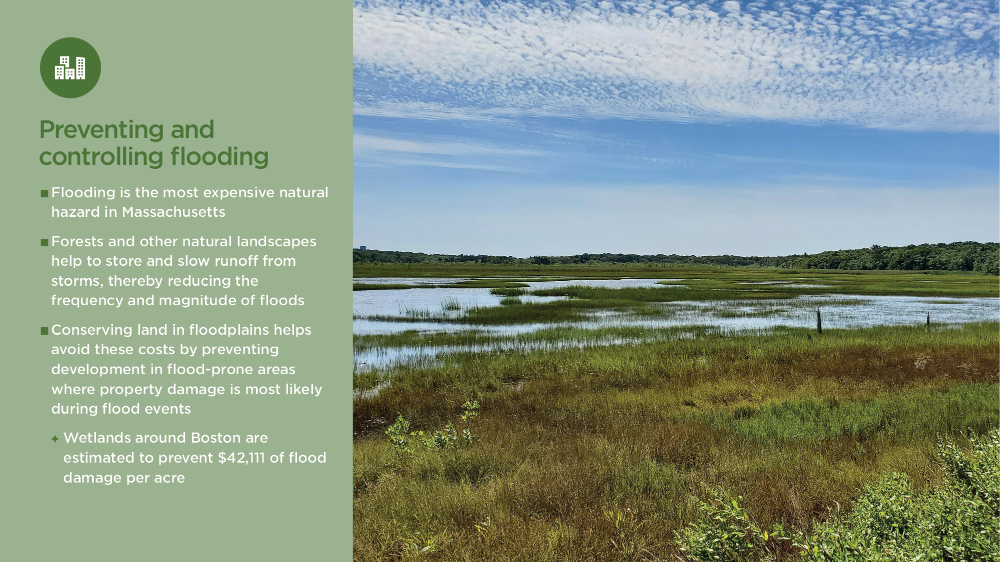 Preventing and
controlling flooding
Flooding is the most expensive natural
hazard in Massachusetts
Forests and other natural landscapes
help to store and slow runoff from
storms, thereby reducing the
frequency and magnitude of floods
Conserving land in floodplains helps
avoid these costs by preventing
development in flood-prone areas
where property damage is most likely
during flood events
Wetlands around Boston are
estimated to prevent $42,111 of flood
damage per acre